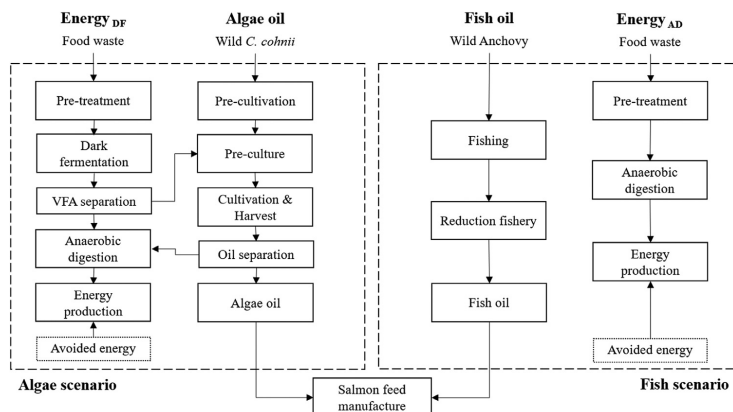 Energy DF
Food waste
Pre-treatment
Dark
fermentation
VFA separation
Anaerobic
digestion
Energy
production
Avoided energy
Algae oil
Wild C. cohnii
Pre-cultivation
Pre-culture
Cultivation &
Harvest
Oil separation
Algae oil
Algae scenario
Fish oil
Wild Anchovy
Fishing
Reduction fishery
Fish oil
Energy AD
Food waste
Pre-treatment
Anaerobic
digestion
Energy
production
Avoided energy
Fish scenario
Salmon feed
manufacture